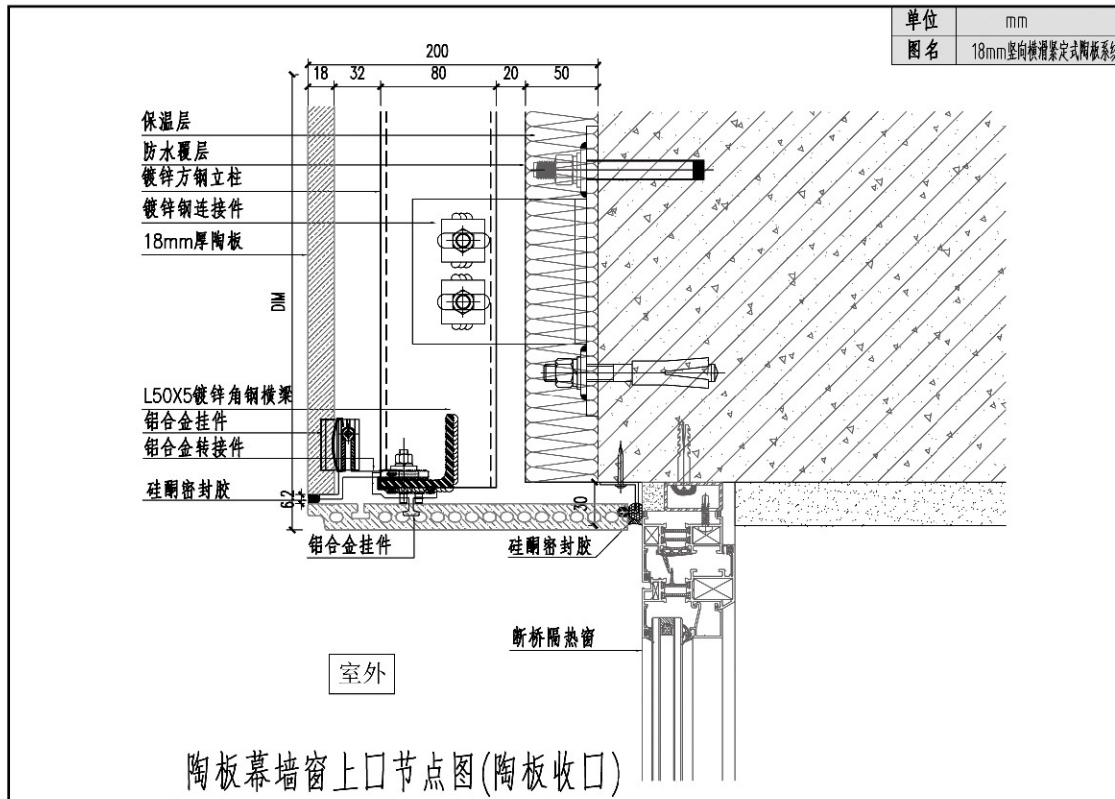 单位 mm
图名 18mm竖向横滑紧定式陶板系统
200
18 32 80 20 50
保温层
防水覆层
镀锌方钢立柱
镀锌钢连接件
18mm厚陶板
DIM
L50X5镀锌角钢横梁
铝合金挂件
铝合金转接件
硅酮密封胶
6.2
30
铝合金挂件
硅酮密封胶
断桥隔热窗
室外
陶板幕墙窗上口节点图(陶板收口)